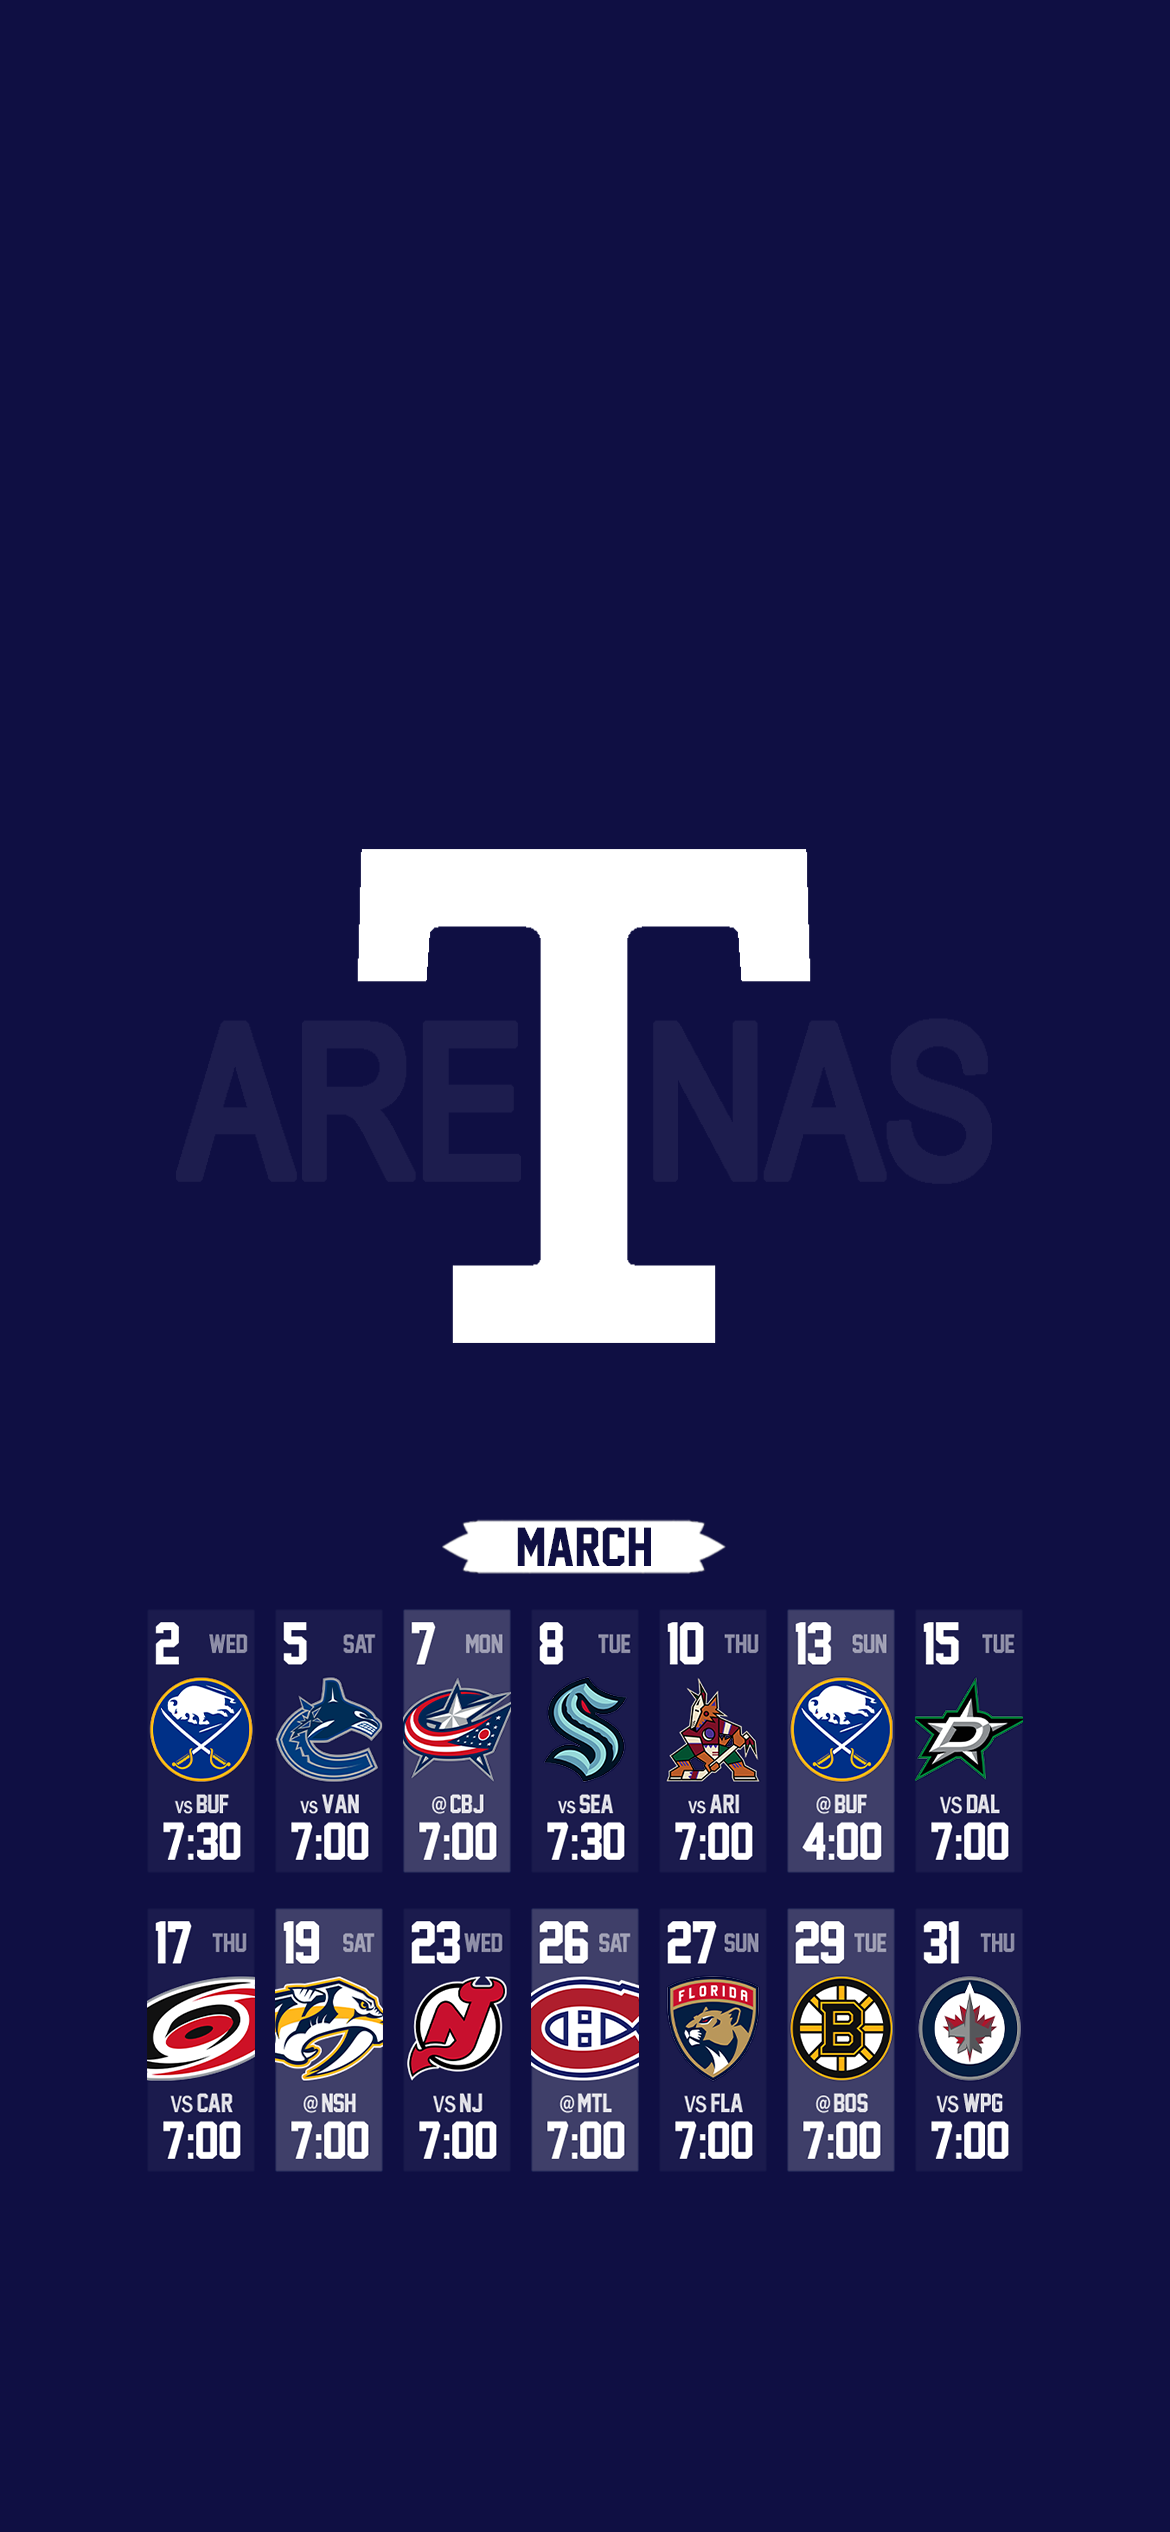 T
ARENAS
MARCH
2 WED 5 SAT 7 MON 8 TUE 10 THU 13 SUN 15 TUE
D
vs BUF vs VAN @ CBJ vs SEA vs ARI @ BUF VS DAL
7:30 7:00 7:00 7:30 7:00 4:00 7:00
17 THU 19 SAT 23 WED 26 SAT 27 SUN 29 TUE 31 THU
FLORIDA
B
VS CAR @ NSH VS NJ @ MTL VS FLA @ BOS VS WPG
7:00 7:00 7:00 7:00 7:00 7:00 7:00